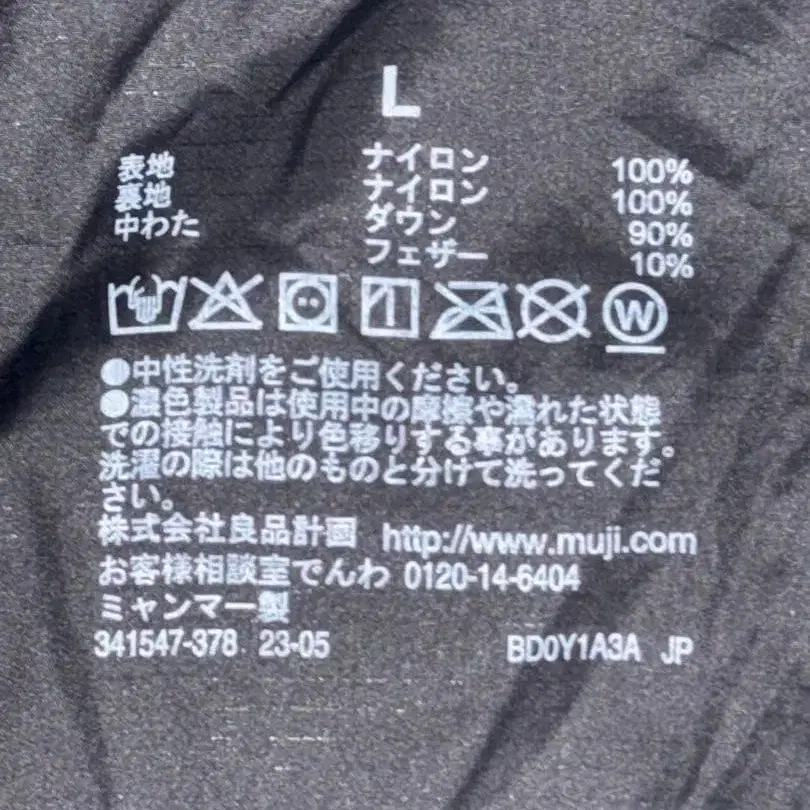 L
表地 ナイロン 100%
裏地 ナイロン 100%
中わた ダウン 90%
フェザー 10%
W
●中性洗剤をご使用ください。
●濃色製品は使用中の摩擦や濡れた状態
での接触により色移りする事があります。
洗濯の際は他のものと分けて洗ってくだ
さい。
株式会社良品計画 http://www.muji.com
お客様相談室でんわ 0120-14-6404
ミャンマー製
341547-378 23-05 BD0Y1A3A JP